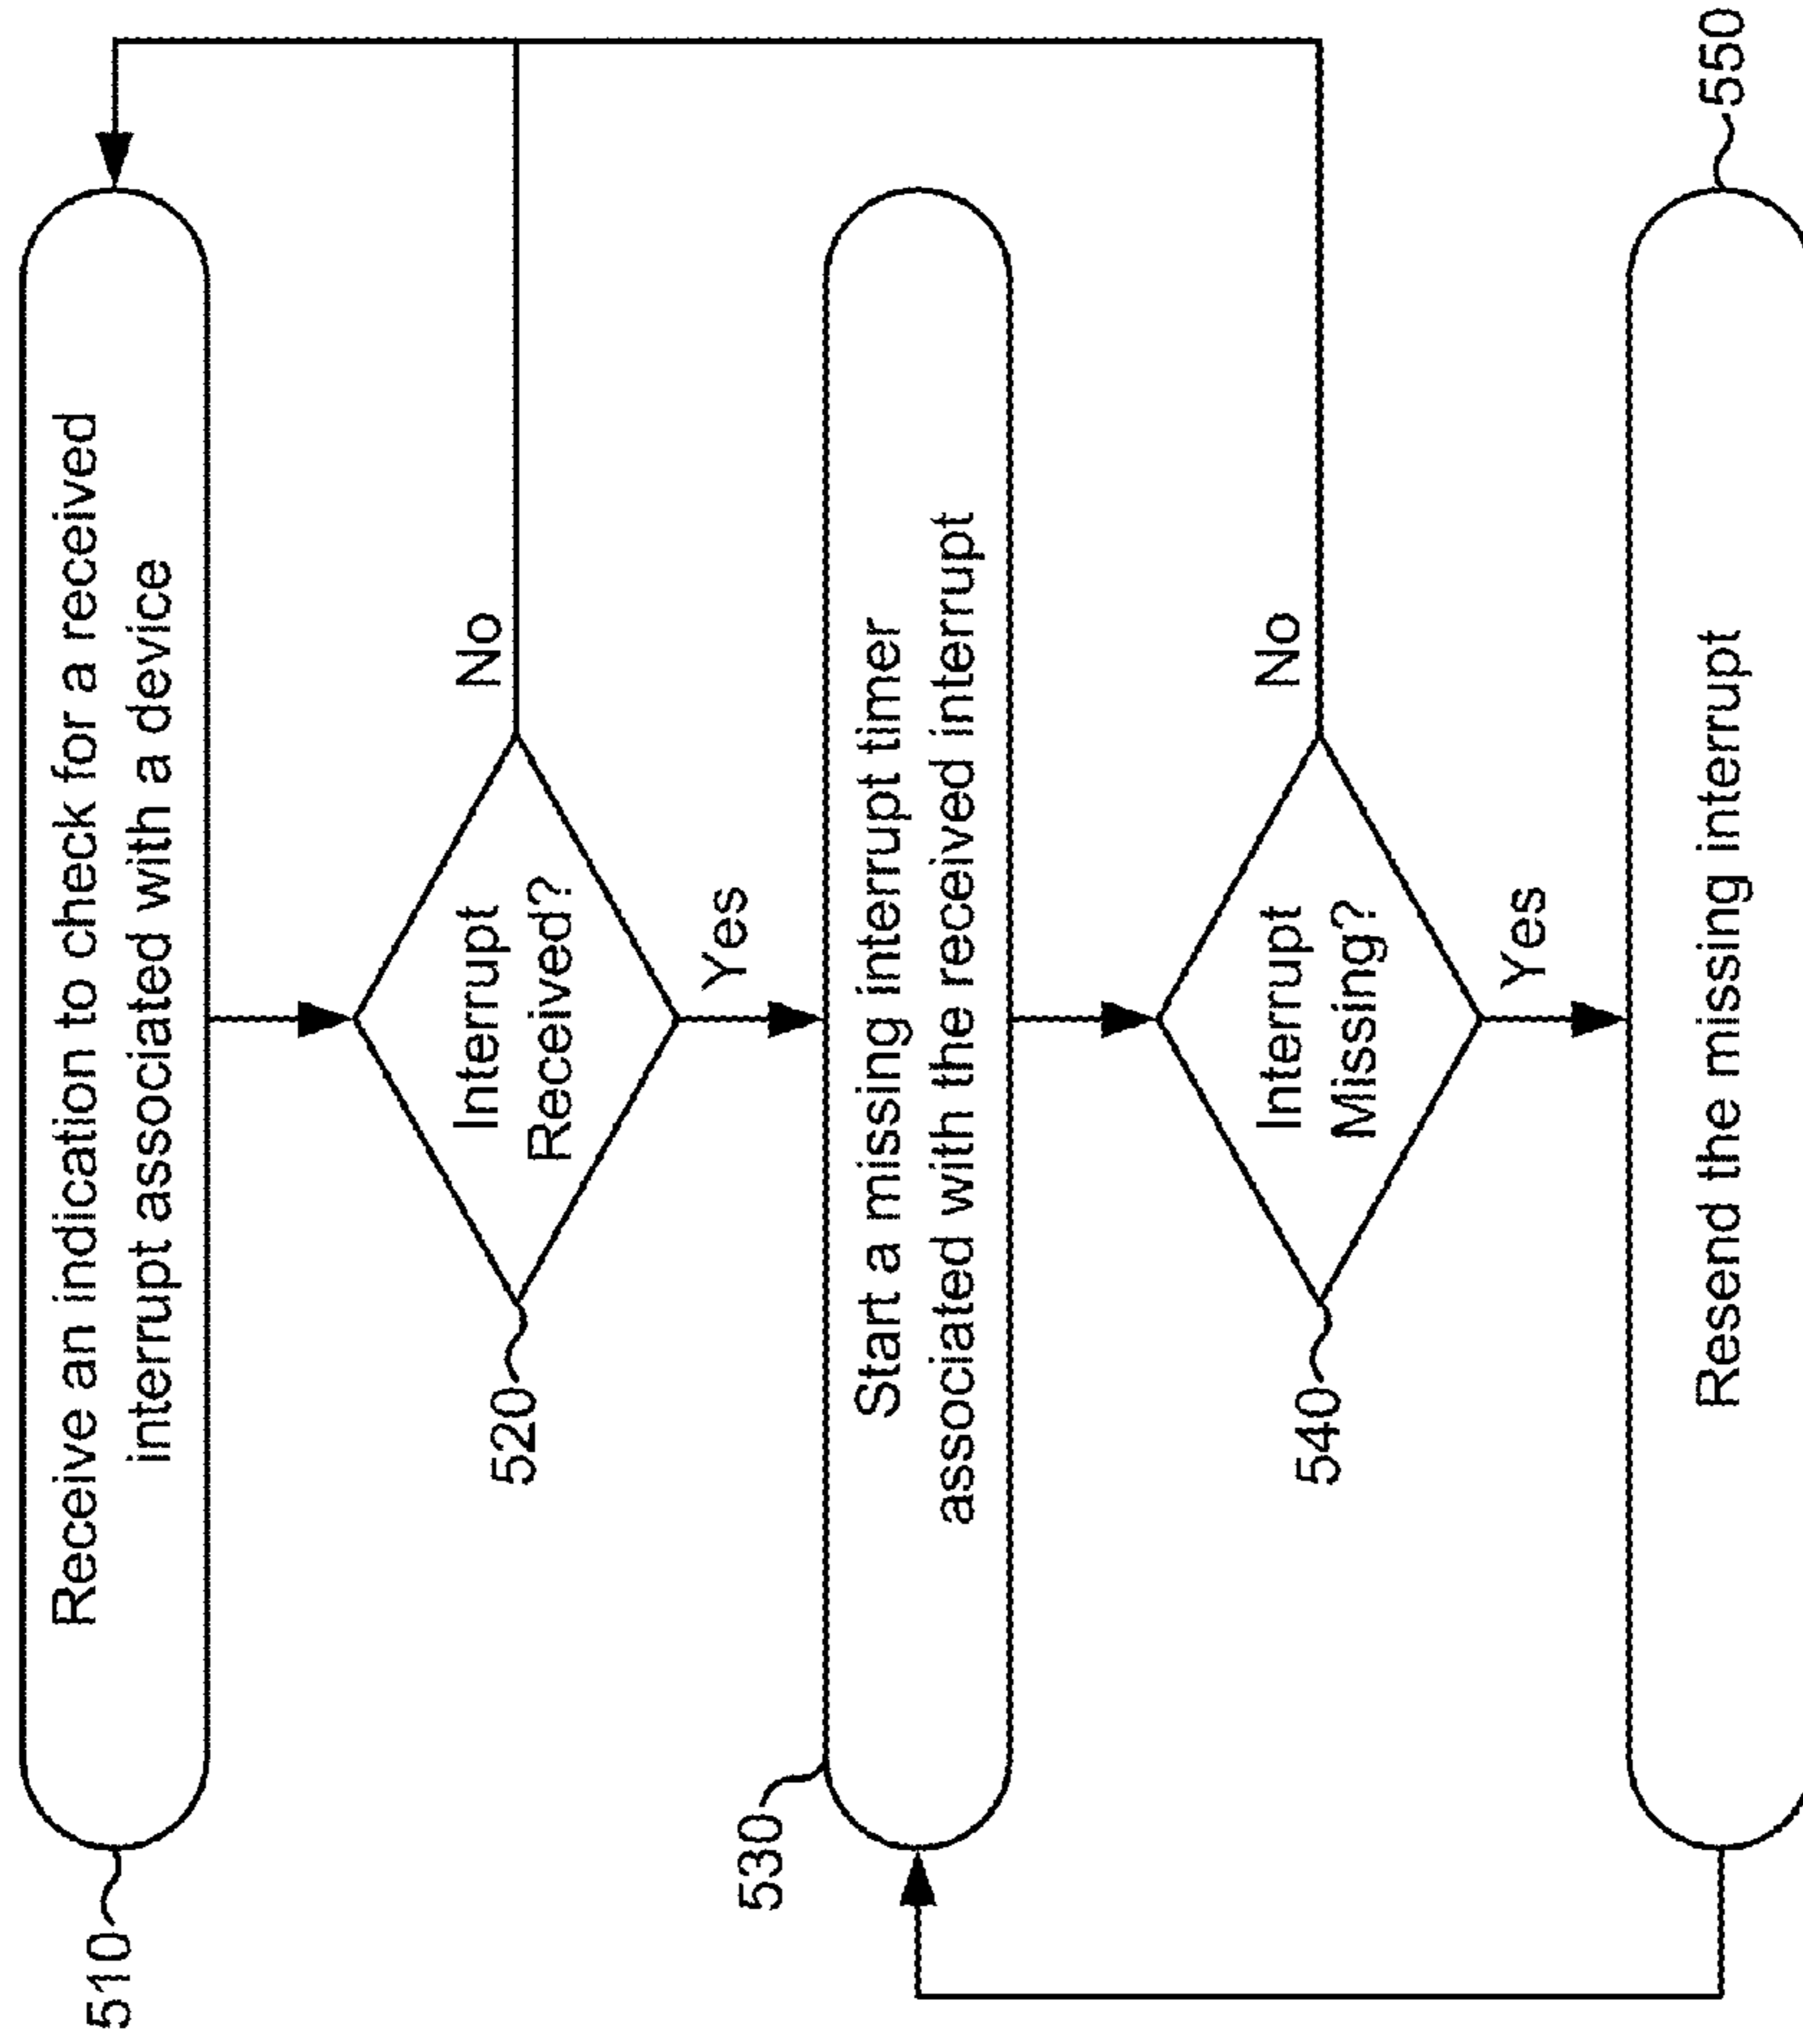 510
Receive an indication to check for a received
interrupt associated with a device
520
Interrupt
Received?
No
Yes
530
Start a missing interrupt timer
associated with the received interrupt
540
Interrupt
Missing?
No
Yes
Resend the missing interrupt
550